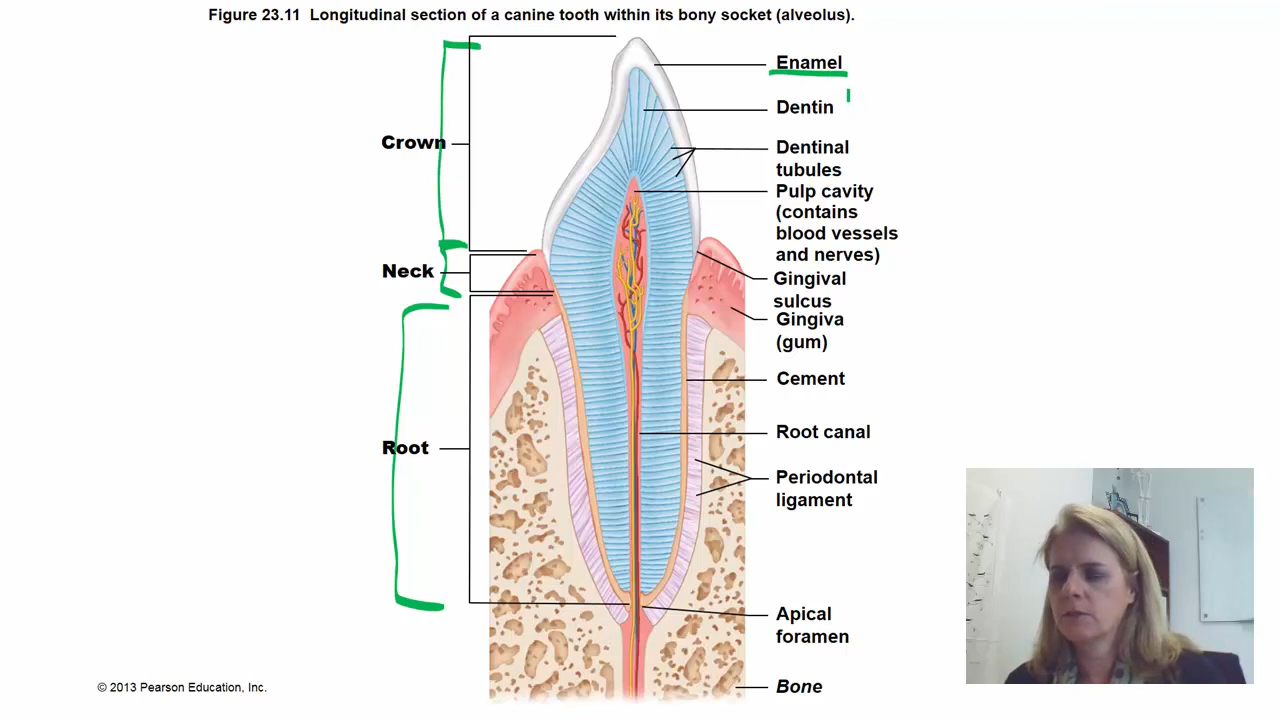 Figure 23.11 Longitudinal section of a canine tooth within its bony socket (alveolus).
Crown
Neck
Root
Enamel
Dentin
Dentinal
tubules
Pulp cavity
(contains
blood vessels
and nerves)
Gingival
sulcus
Gingiva
(gum)
Cement
Root canal
Periodontal
ligament
Apical
foramen
Bone
© 2013 Pearson Education, Inc.